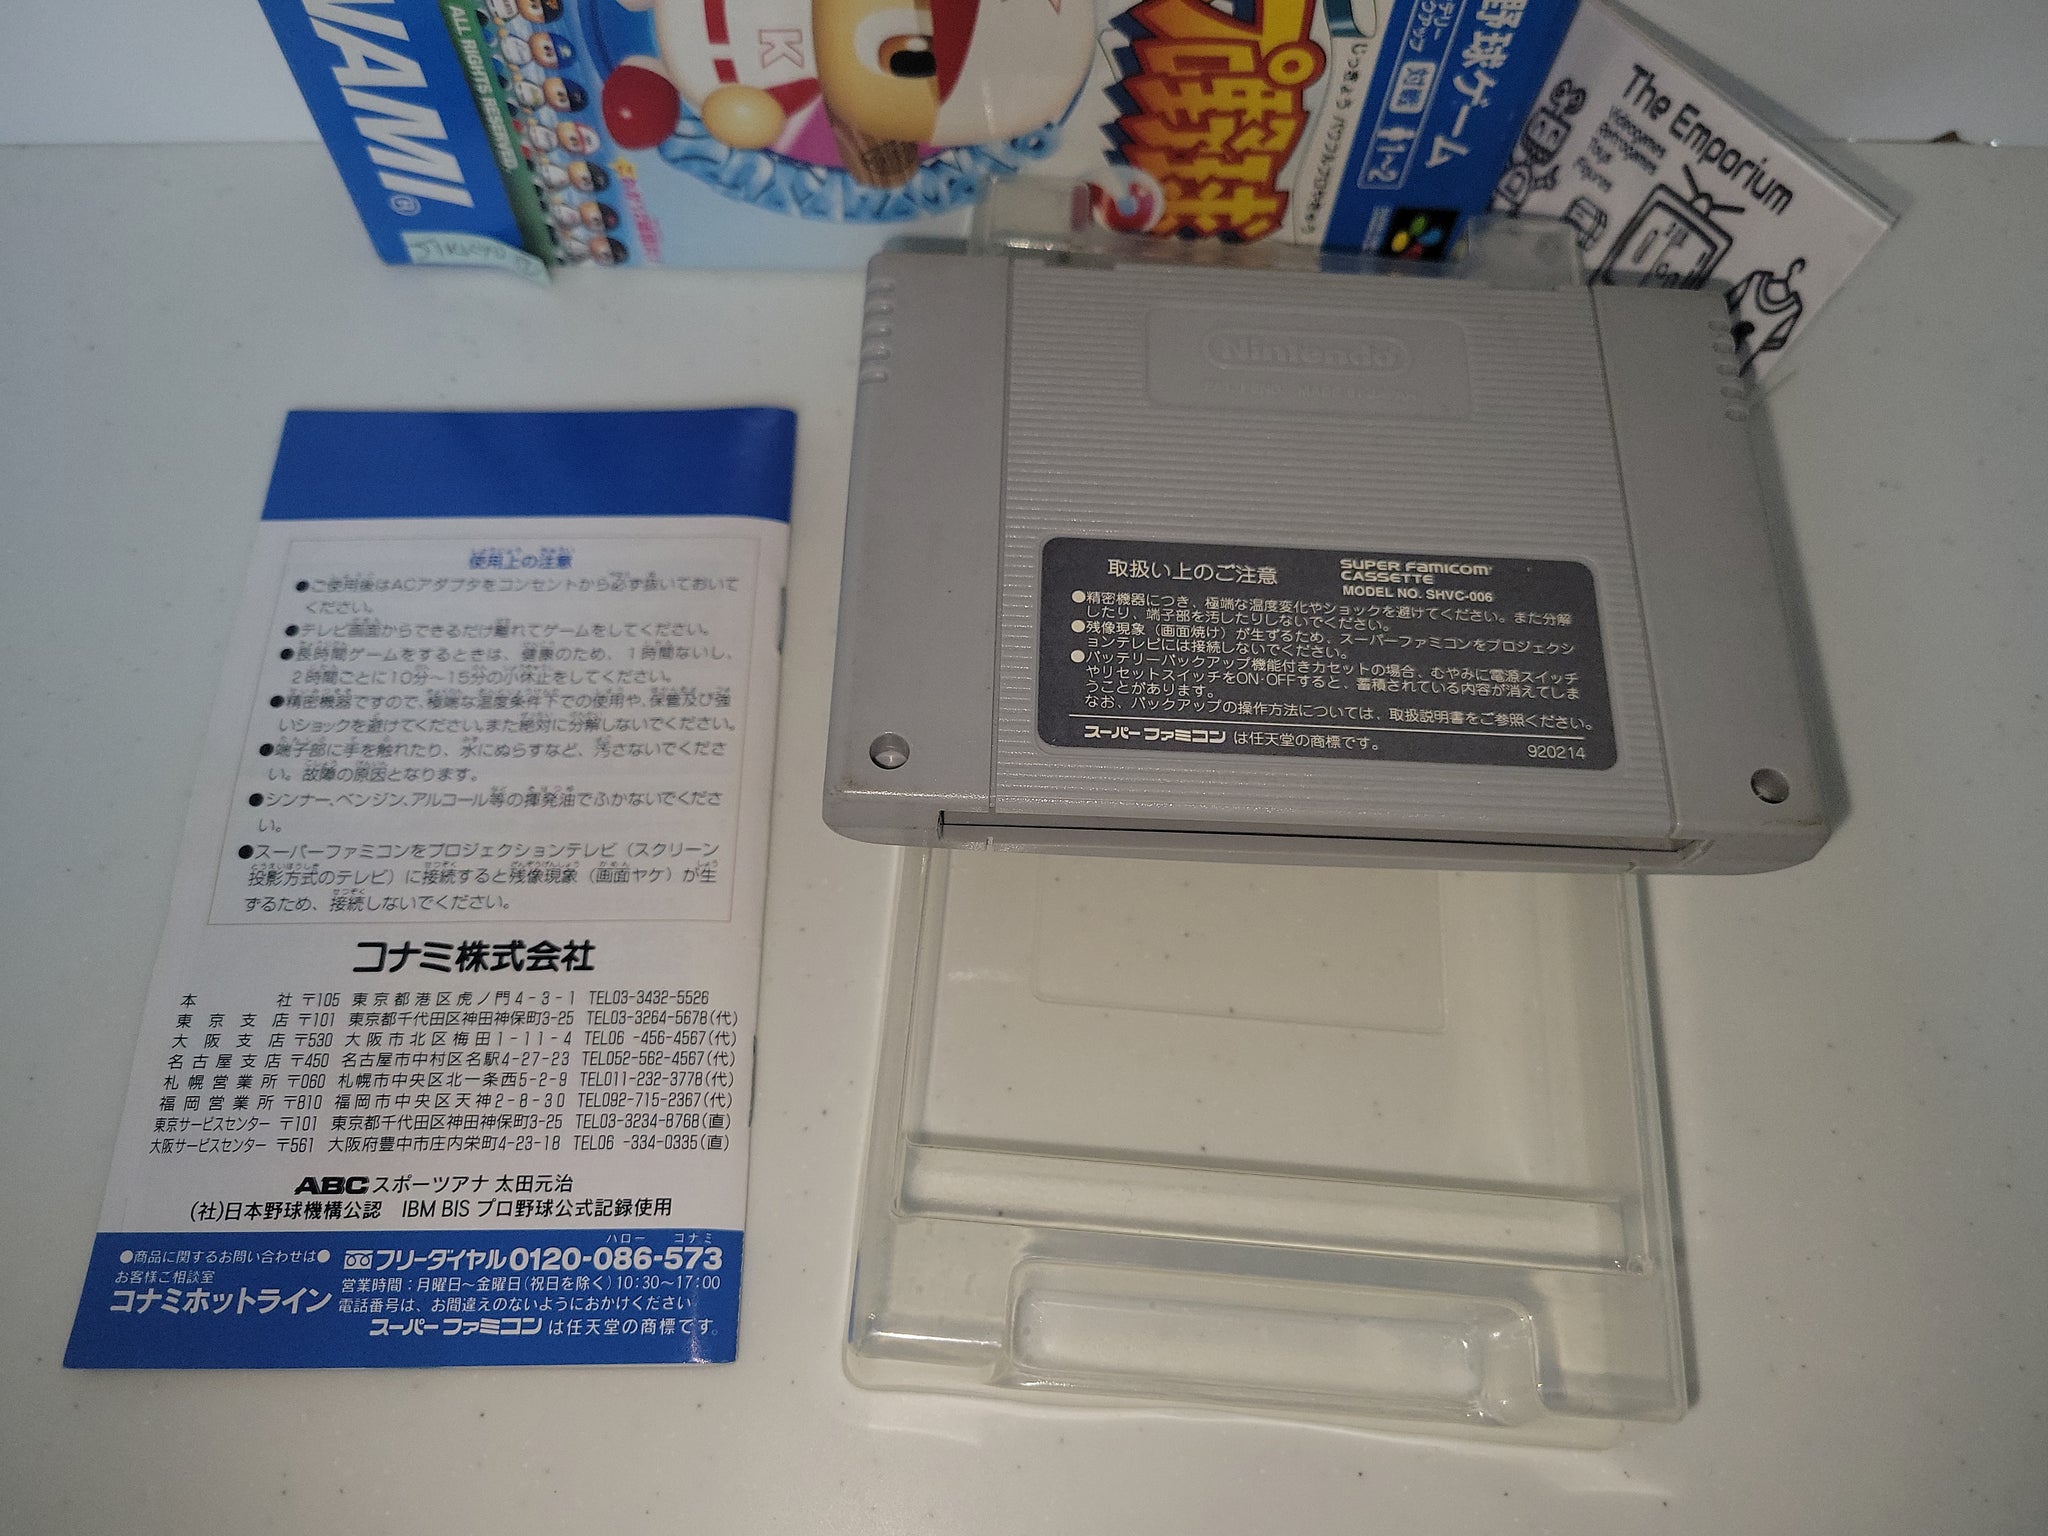 NAMI
ALL RIGHTS RESERVED.
K
プロ野球
じっきょう パワフルプロやきゅう
野球ゲーム
対戦
1~2
The Emporium
Videogames
Retrogames
Toys
Figures
Nintendo
取扱い上のご注意
SUPER FAMICOM
CASSETTE
MODEL NO. SHVC-006
●精密機器につき、極端な温度変化やショックを避けてください。また分解
したり、端子部を汚したりしないでください。
●残像現象(画面焼け)が生ずるため、スーパーファミコンをプロジェクシ
ョンテレビには接続しないでください。
●バッテリーバックアップ機能付きカセットの場合、むやみに電源スイッチ
やリセットスイッチをON・OFFすると、蓄積されている内容が消えてしま
うことがあります。
なお、バックアップの操作方法については、取扱説明書をご参照ください。
スーパーファミコン は任天堂の商標です。
920214
使用上の注意
●ご使用後はACアダプタをコンセントから必ず抜いておいて
ください。
●テレビ画面からできるだけ離れてゲームをしてください。
●長時間ゲームをするときは、健康のため、1時間ないし、
2時間ごとに10分～15分の小休止をしてください。
●精密機器ですので、極端な温度条件下での使用や、保管及び強
いショックを避けてください。また絶対に分解しないでください。
●端子部に手を触れたり、水にぬらすなど、汚さないでくださ
い。故障の原因となります。
●シンナー、ベンジン、アルコール等の揮発油でふかないでくださ
い。
●スーパーファミコンをプロジェクションテレビ(スクリーン
投影方式のテレビ)に接続すると残像現象(画面ヤケ)が生
ずるため、接続しないでください。
コナミ株式会社
本社 〒105 東京都港区虎ノ門4-3-1 TEL03-3432-5526
東京支店 〒101 東京都千代田区神田神保町3-25 TEL03-3264-5678(代)
大阪支店 〒530 大阪市北区梅田1-11-4 TEL06-456-4567(代)
名古屋支店 〒450 名古屋市中村区名駅4-27-23 TEL052-562-4567(代)
札幌営業所 〒060 札幌市中央区北一条西5-2-9 TEL011-232-3778(代)
福岡営業所 〒810 福岡市中央区天神2-8-30 TEL092-715-2367(代)
東京サービスセンター 〒101 東京都千代田区神田神保町3-25 TEL03-3234-8768(直)
大阪サービスセンター 〒561 大阪府豊中市庄内栄町4-23-18 TEL06-334-0335(直)
ABC スポーツアナ 太田元治
(社)日本野球機構公認 IBM BIS プロ野球公式記録使用
ハロー コナミ
●商品に関するお問い合わせは● フリーダイヤル0120-086-573
お客様ご相談室 営業時間:月曜日～金曜日(祝日を除く)10:30～17:00
コナミホットライン 電話番号は、お間違えのないようにおかけください。
スーパーファミコン は任天堂の商標です。